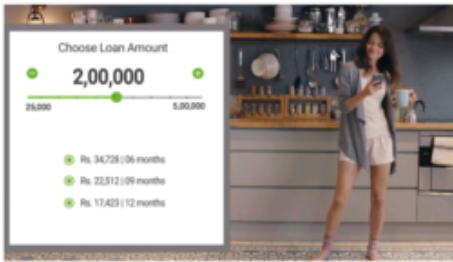 Choose Loan Amount
2,00,000
25,000
5,00,000
Rs. 34,728 | 06 months
Rs. 22,512 | 09 months
Rs. 17,423 | 12 months